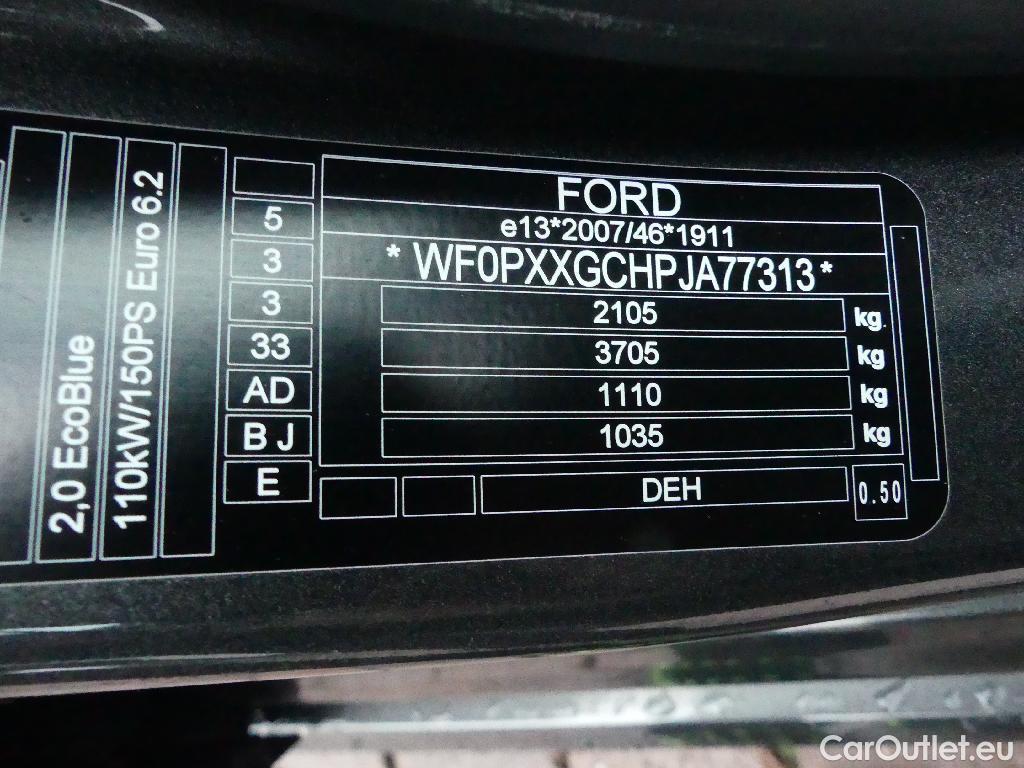 FORD
e13*2007/46*1911
* WF0PXXGCHPJA77313 *
2105 kg
3705 kg
1110 kg
1035 kg
DEH
0.50
5
3
3
33
AD
B J
E
110kW/150PS Euro 6.2
2,0 EcoBlue
CarOutlet.eu